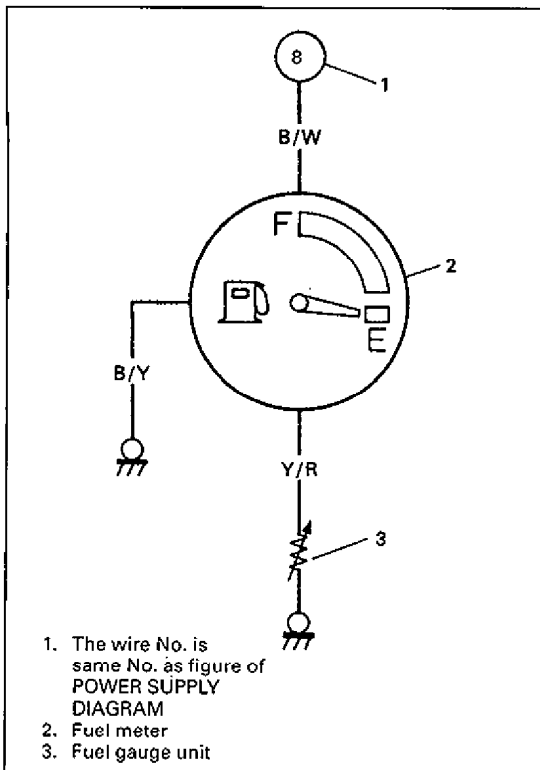 8
1
B/W
F
2
E
B/Y
Y/R
3
1. The wire No. is
same No. as figure of
POWER SUPPLY
DIAGRAM
2. Fuel meter
3. Fuel gauge unit